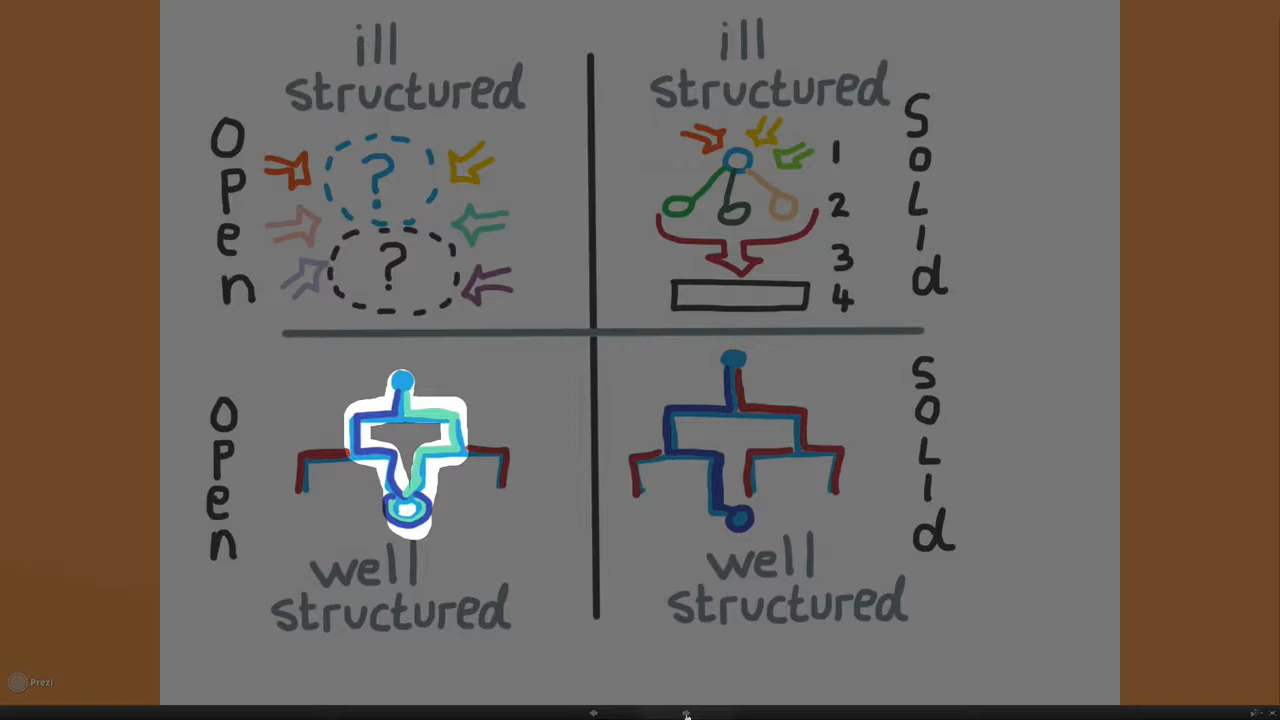 ill
structured
ill
structured
Open
SOLId
?
?
1
2
3
4
Open
SOLId
well
structured
well
structured
Prezi